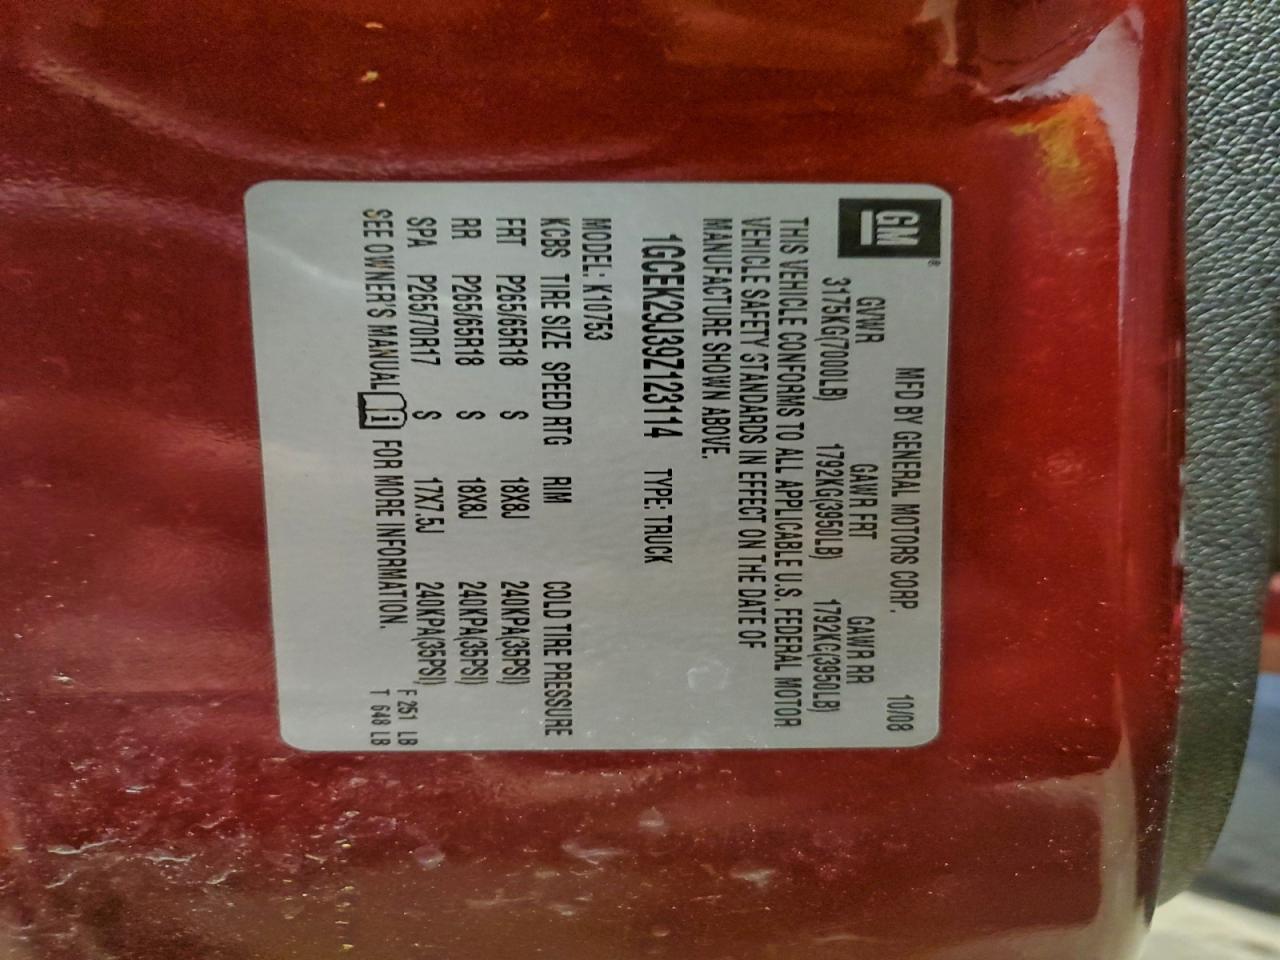 GM®
MFD BY GENERAL MOTORS CORP. 10/08
GVWR GAWR FRT GAWR RR
3175KG(7000LB) 1792KG(3950LB) 1792KG(3950LB)
THIS VEHICLE CONFORMS TO ALL APPLICABLE U.S. FEDERAL MOTOR
VEHICLE SAFETY STANDARDS IN EFFECT ON THE DATE OF
MANUFACTURE SHOWN ABOVE.
1GCEK29J39Z123114 TYPE: TRUCK
MODEL: K10753
KCBS TIRE SIZE SPEED RTG RIM COLD TIRE PRESSURE
FRT P265/65R18 S 18X8J 240KPA(35PSI)
RR P265/65R18 S 18X8J 240KPA(35PSI)
SPA P265/70R17 S 17X7.5J 240KPA(35PSI)
SEE OWNER'S MANUAL FOR MORE INFORMATION.
F 251 LB
T 648 LB